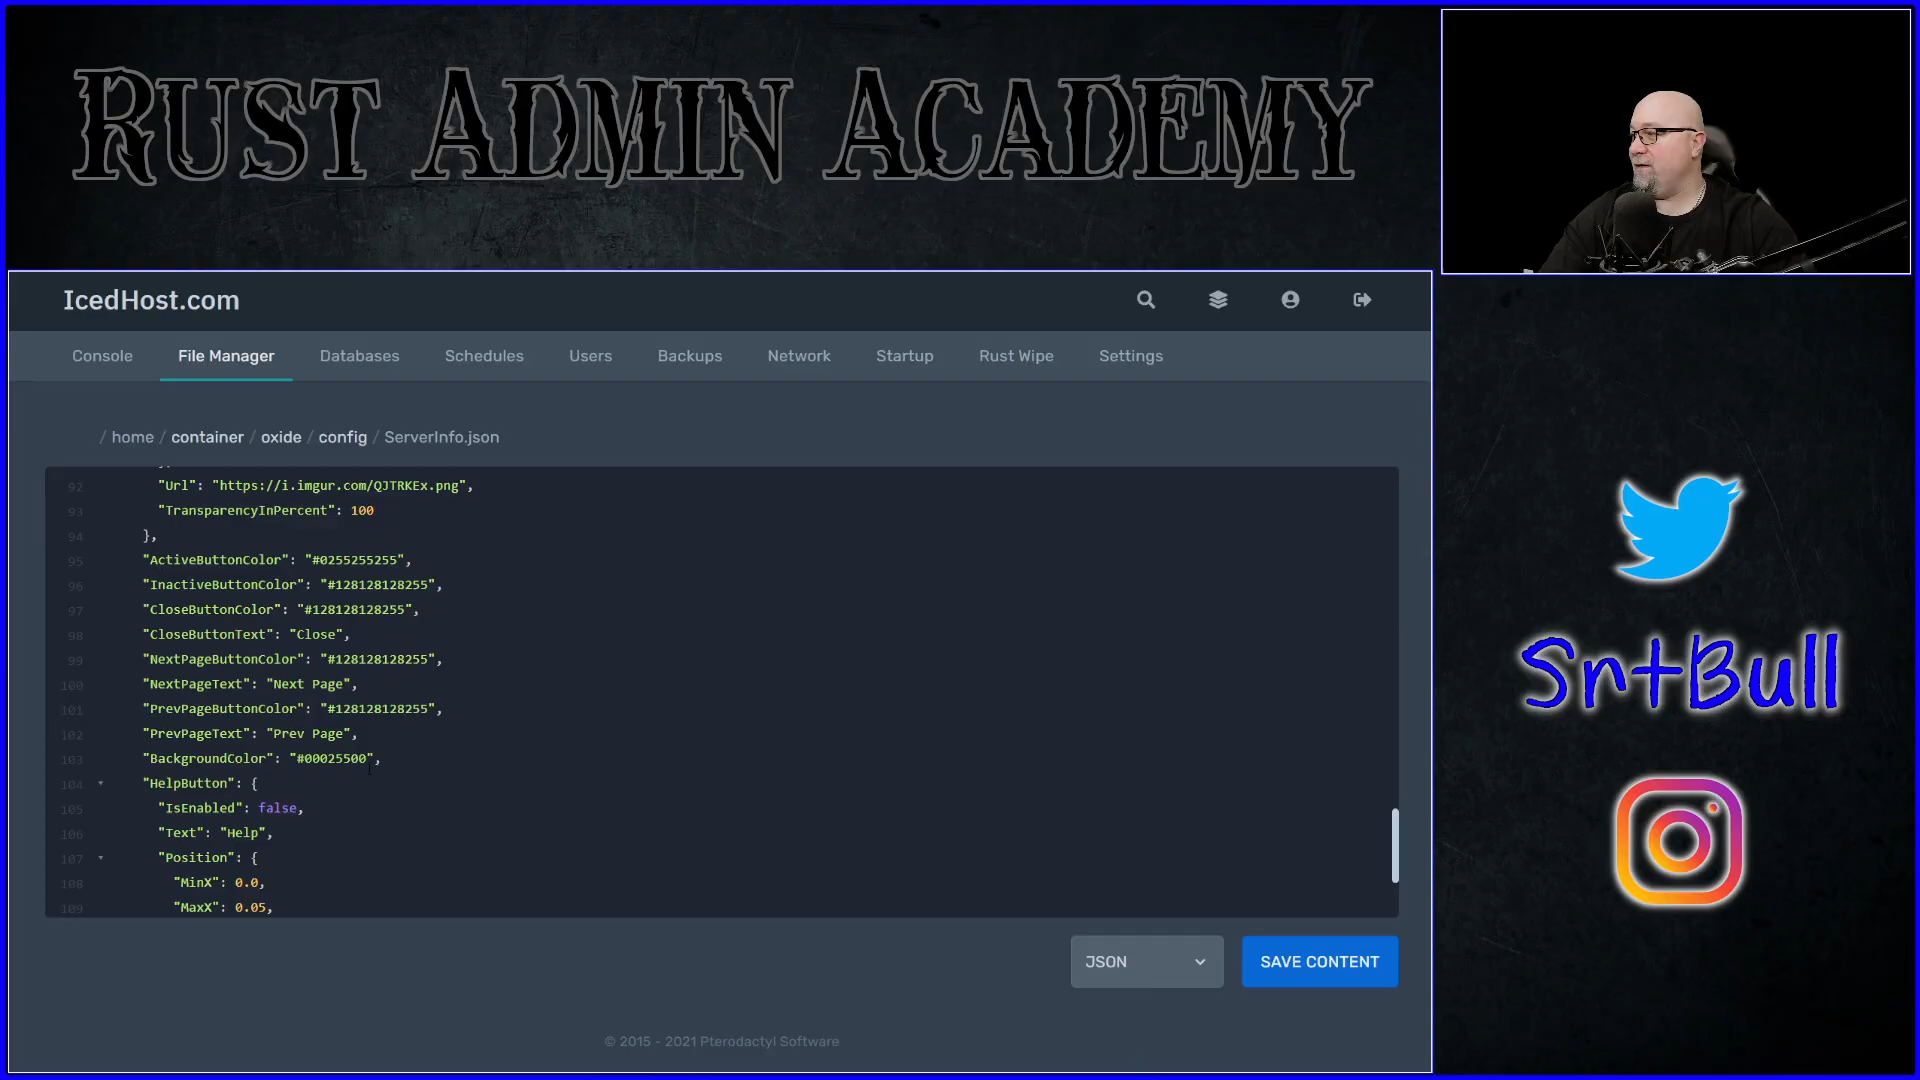 RUST ADMIN ACADEMY
IcedHost.com
Console File Manager Databases Schedules Users Backups Network Startup Rust Wipe Settings
/ home / container / oxide / config / ServerInfo.json
92 "Url": "https://i.imgur.com/QJTRKEx.png",
93 "TransparencyInPercent": 100
94 },
95 "ActiveButtonColor": "#0255255255",
96 "InactiveButtonColor": "#128128128255",
97 "CloseButtonColor": "#128128128255",
98 "CloseButtonText": "Close",
99 "NextPageButtonColor": "#128128128255",
100 "NextPageText": "Next Page",
101 "PrevPageButtonColor": "#128128128255",
102 "PrevPageText": "Prev Page",
103 "BackgroundColor": "#00025500",
104 "HelpButton": {
105 "IsEnabled": false,
106 "Text": "Help",
107 "Position": {
108 "MinX": 0.0,
109 "MaxX": 0.05,
JSON
SAVE CONTENT
© 2015 - 2021 Pterodactyl Software
SntBull